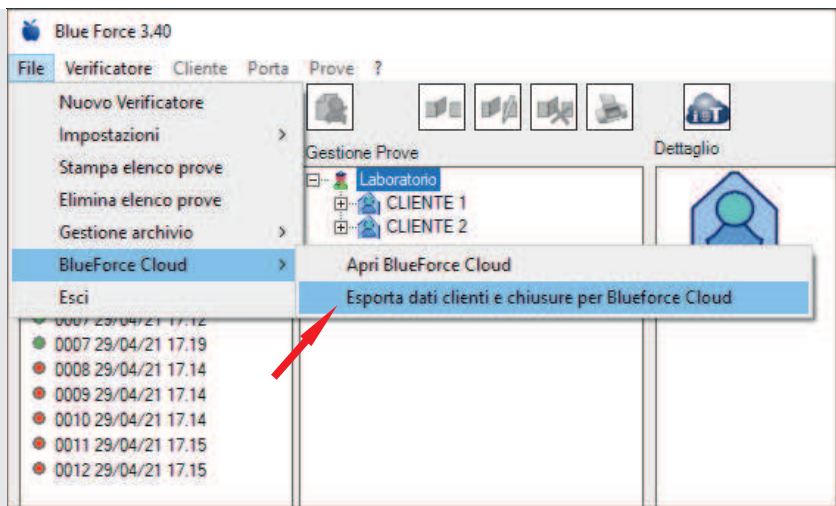 Blue Force 3.40
File Verificatore Cliente Porta Prove ?
Nuovo Verificatore
Impostazioni
Stampa elenco prove
Elimina elenco prove
Gestione archivio
BlueForce Cloud
Esci
Apri BlueForce Cloud
Esporta dati clienti e chiusure per Blueforce Cloud
IoT
Gestione Prove
Laboratorio
CLIENTE 1
CLIENTE 2
Dettaglio
0007 29/04/21 17.12
0007 29/04/21 17.19
0008 29/04/21 17.14
0009 29/04/21 17.14
0010 29/04/21 17.14
0011 29/04/21 17.15
0012 29/04/21 17.15